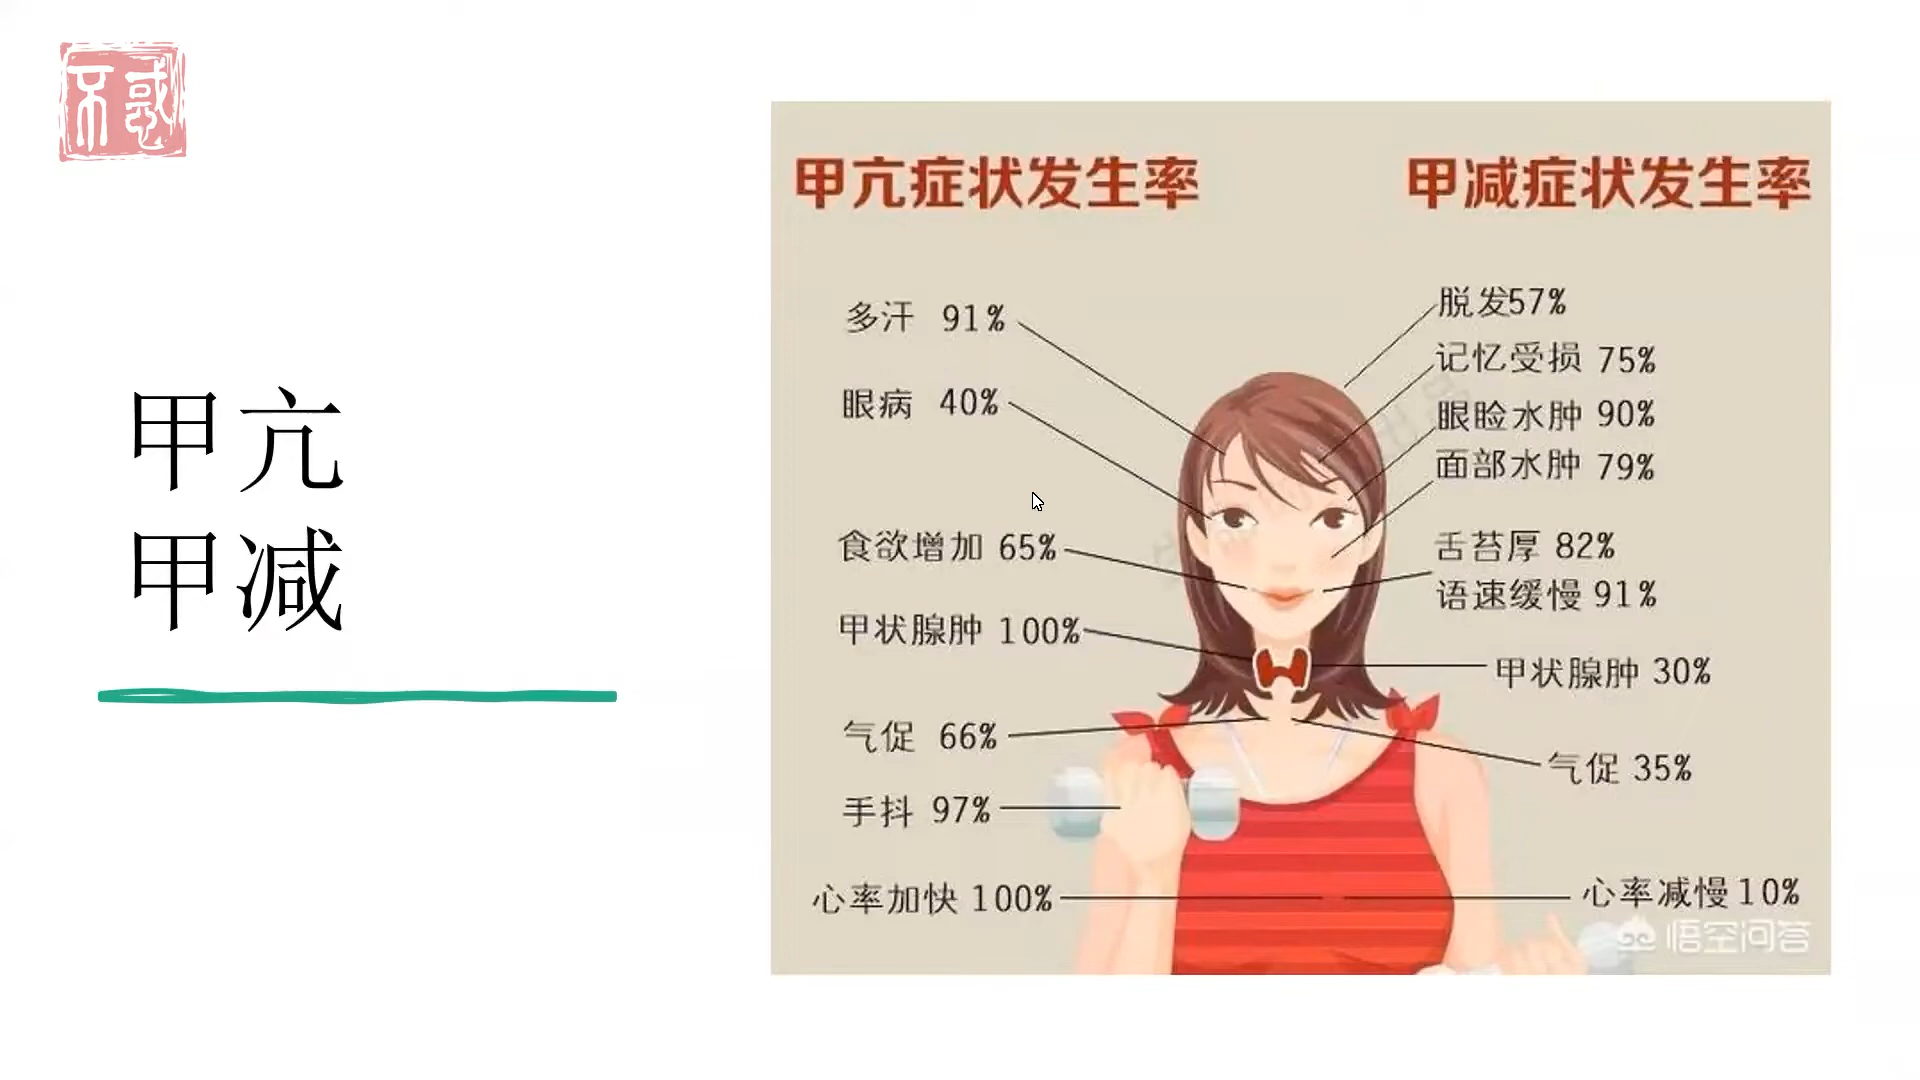 不惑
甲亢
甲减
甲亢症状发生率
多汗 91%
眼病 40%
食欲增加 65%
甲状腺肿 100%
气促 66%
手抖 97%
心率加快 100%
甲减症状发生率
脱发57%
记忆受损 75%
眼睑水肿 90%
面部水肿 79%
舌苔厚 82%
语速缓慢 91%
甲状腺肿 30%
气促 35%
心率减慢 10%
悟空问答